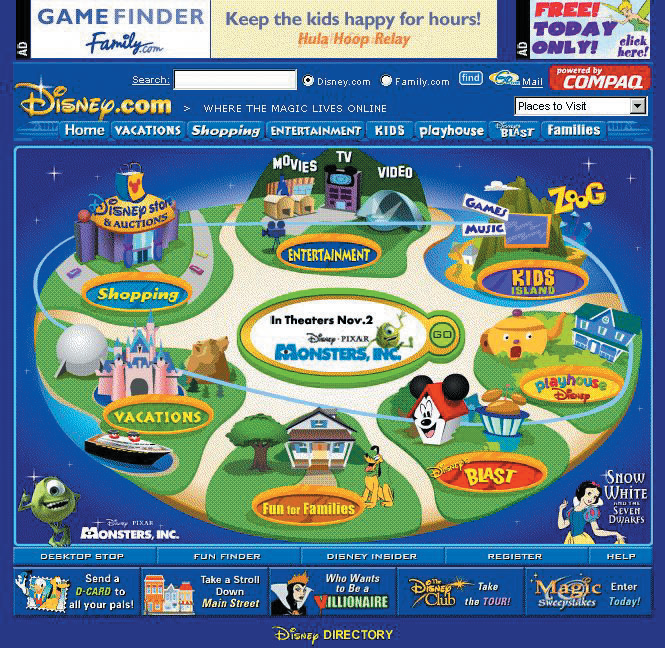 AD
GAME FINDER
Family.com
Keep the kids happy for hours!
Hula Hoop Relay
AD
FREE!
TODAY
ONLY!
click
here!
Search:
Disney.com
Family.com
find
Go Mail
powered by
COMPAQ
Disney.com
> WHERE THE MAGIC LIVES ONLINE
Places to Visit
Home VACATIONS Shopping ENTERTAINMENT KIDS playhouse Disney's BLAST Families
MOVIES
TV
VIDEO
ENTERTAINMENT
Disney Store
& AUCTIONS
Shopping
GAMES
MUSIC
ZOOG
KIDS
ISLAND
In Theaters Nov.2
Disney • PIXAR
MONSTERS, INC.
GO
VACATIONS
playhouse
Disney
Disney's
BLAST
Fun for Families
Disney PIXAR
MONSTERS, INC.
SNOW
WHITE
AND THE
SEVEN
DWARFS
DESKTOP STOP
FUN FINDER
DISNEY INSIDER
REGISTER
HELP
Send a
D-CARD to
all your pals!
Take a Stroll
Down
Main Street
Who Wants
to Be a
VILLIONAIRE
The
Disney
Club
Take
the TOUR!
Magic
Sweepstakes
Enter
Today!
Disney DIRECTORY